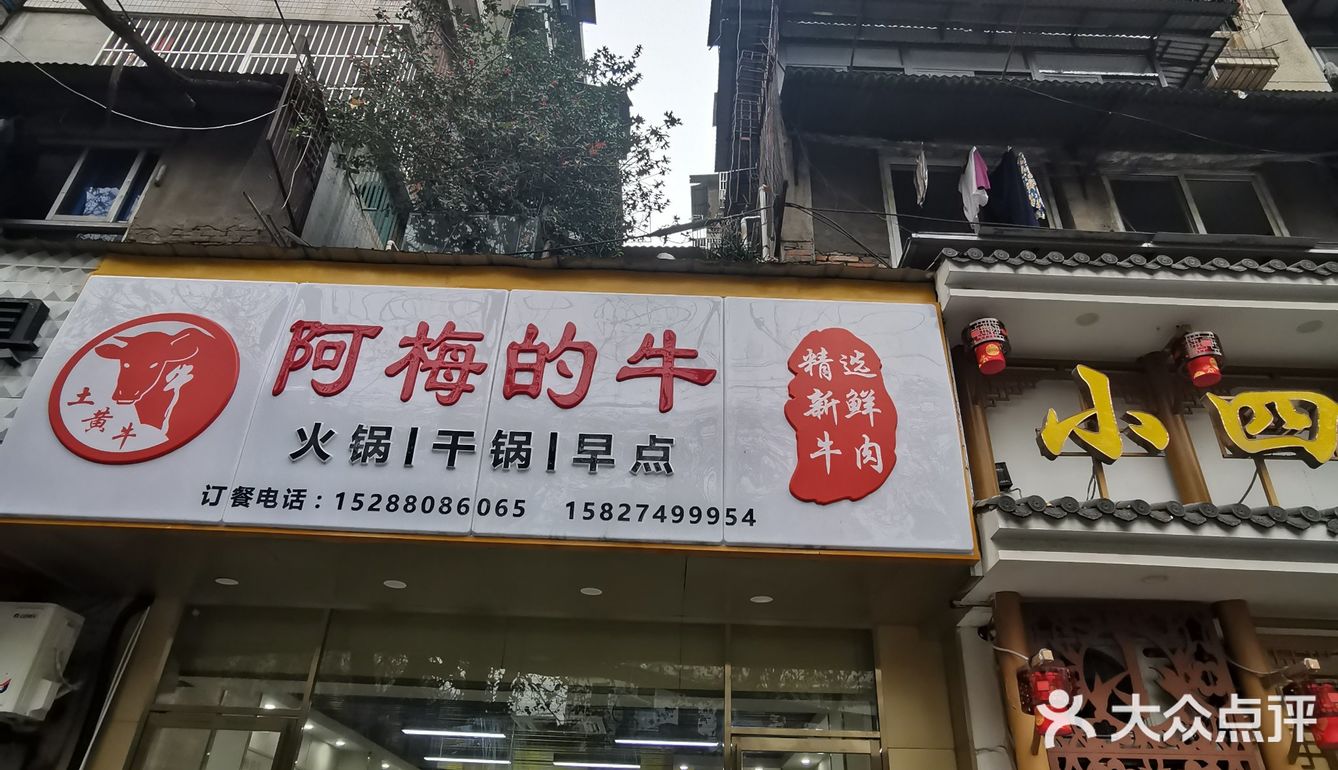 土黄牛
牛
阿梅的牛
火锅|干锅|早点
订餐电话：15288086065 15827499954
精选
新鲜
牛肉
小四
大众点评